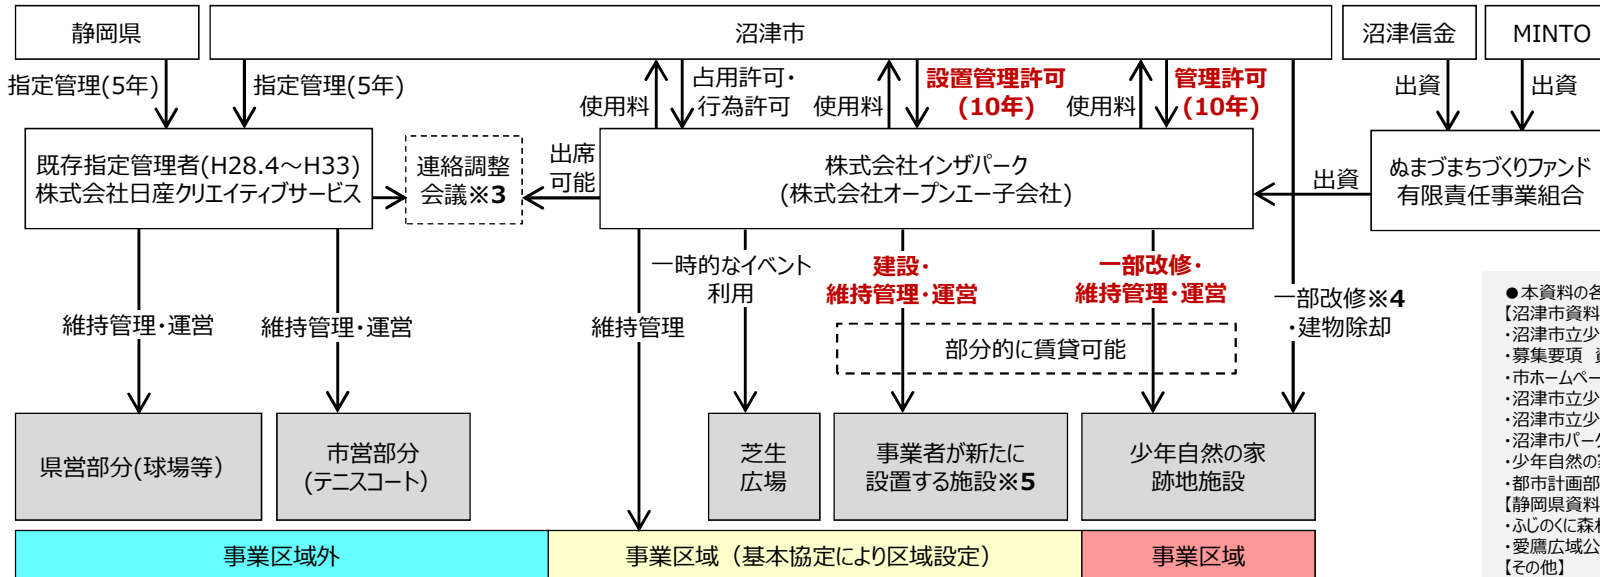 静岡県
沼津市
沼津信金
MINTO
指定管理(5年)
指定管理(5年)
使用料
占用許可・
行為許可
使用料
設置管理許可
(10年)
使用料
管理許可
(10年)
出資
出資
既存指定管理者(H28.4～H33)
株式会社日産クリエイティブサービス
連絡調整
会議※3
出席
可能
株式会社インザパーク
(株式会社オープンエー子会社)
出資
ぬまづまちづくりファンド
有限責任事業組合
維持管理・運営
維持管理・運営
維持管理
一時的なイベント
利用
建設・
維持管理・運営
一部改修・
維持管理・運営
一部改修※4
・建物除却
部分的に賃貸可能
県営部分(球場等)
市営部分
(テニスコート)
芝生
広場
事業者が新たに
設置する施設※5
少年自然の家
跡地施設
事業区域外
事業区域（基本協定により区域設定）
事業区域
●本資料の各
【沼津市資料
・沼津市立少
・募集要項
・市ホームペー
・沼津市立少
・沼津市立少
・沼津市パーク
・少年自然の家
・都市計画部
【静岡県資料
・ふじのくに森林
・愛鷹広域公
【その他】